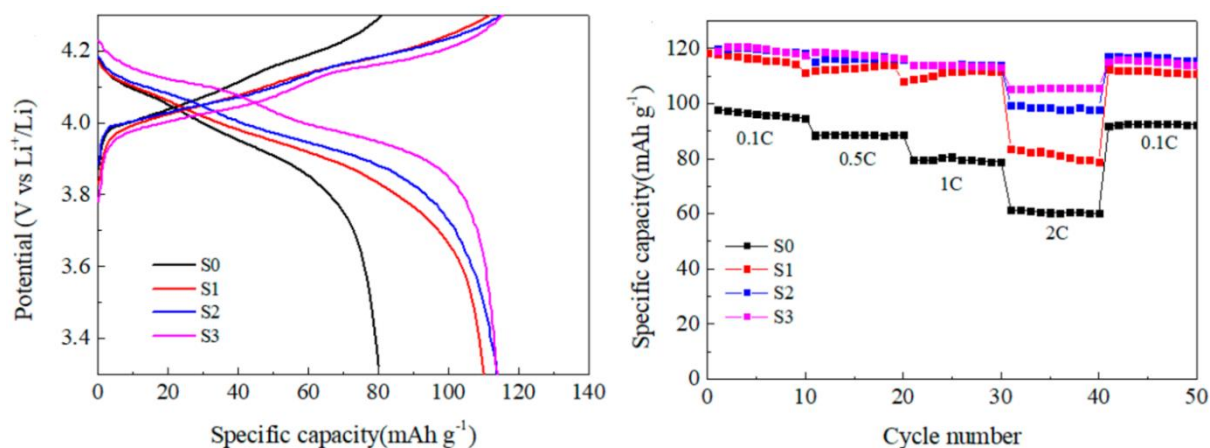 Potential (V vs Li⁺/Li)
4.2
4.0
3.8
3.6
3.4
S0
S1
S2
S3
0 20 40 60 80 100 120 140
Specific capacity(mAh g⁻¹)
Specific capacity(mAh g⁻¹)
120
100
80
60
40
20
0
0.1C
0.5C
1C
2C
0.1C
S0
S1
S2
S3
0 10 20 30 40 50
Cycle number